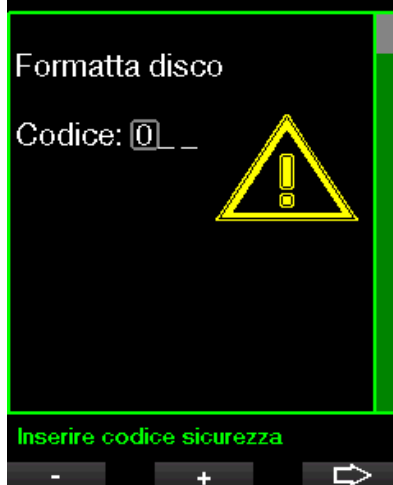 Formatta disco
Codice: 0_ _
Inserire codice sicurezza
- +